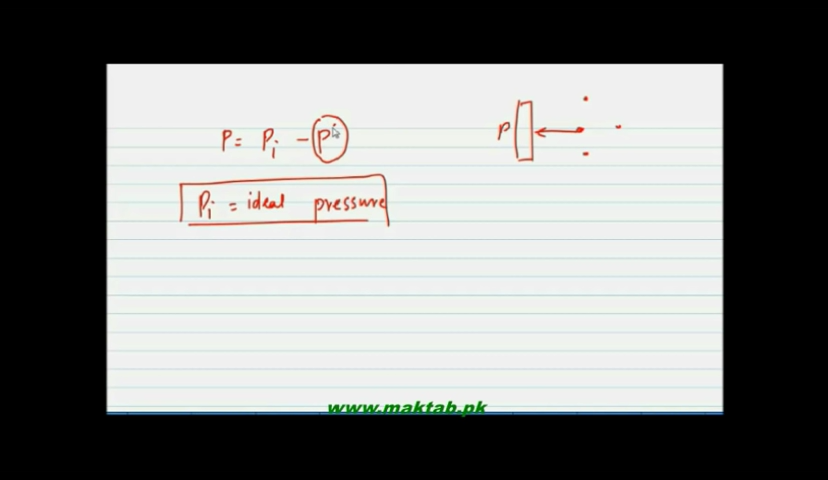 P = Pi - P'
P
Pi = ideal pressure
www.maktab.pk